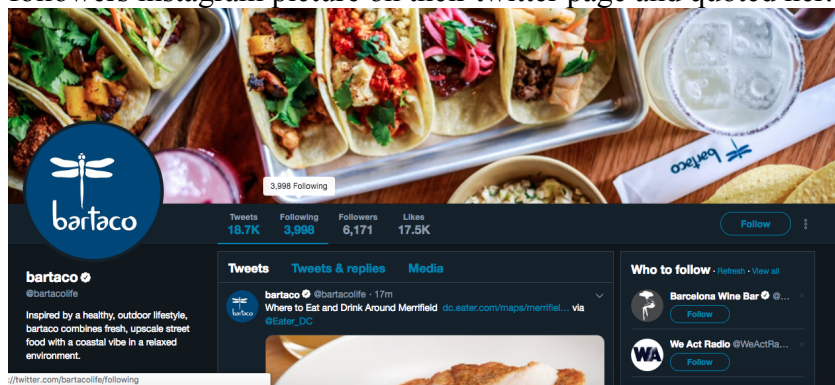 followers instagram picture on their twitter page and quoted
bartaco
3,998 Following
bartaco
Tweets Following Followers Likes
18.7K 3,998 6,171 17.5K
Follow
bartaco
@bartacolife
Inspired by a healthy, outdoor lifestyle,
bartaco combines fresh, upscale street
food with a coastal vibe in a relaxed
environment.
Tweets Tweets & replies Media
bartaco
bartaco @bartacolife · 17m
Where to Eat and Drink Around Merrifield dc.eater.com/maps/merrifiel... via
@Eater_DC
Who to follow · Refresh · View all
Barcelona Wine Bar @...
Follow
WA
We Act Radio @WeActRa...
Follow
://twitter.com/bartacolife/following